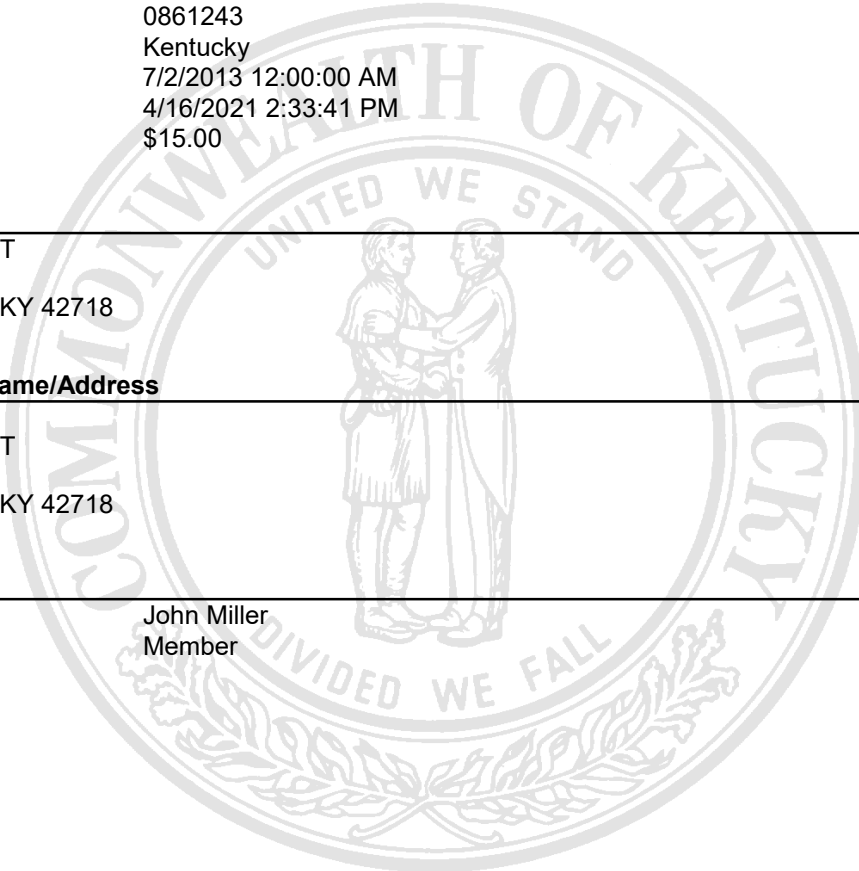 0861243
Kentucky
7/2/2013 12:00:00 AM
4/16/2021 2:33:41 PM
$15.00
T
KY 42718
ame/Address
T
KY 42718
John Miller
Member
COMMONWEALTH OF KENTUCKY
UNITED WE STAND
DIVIDED WE FALL